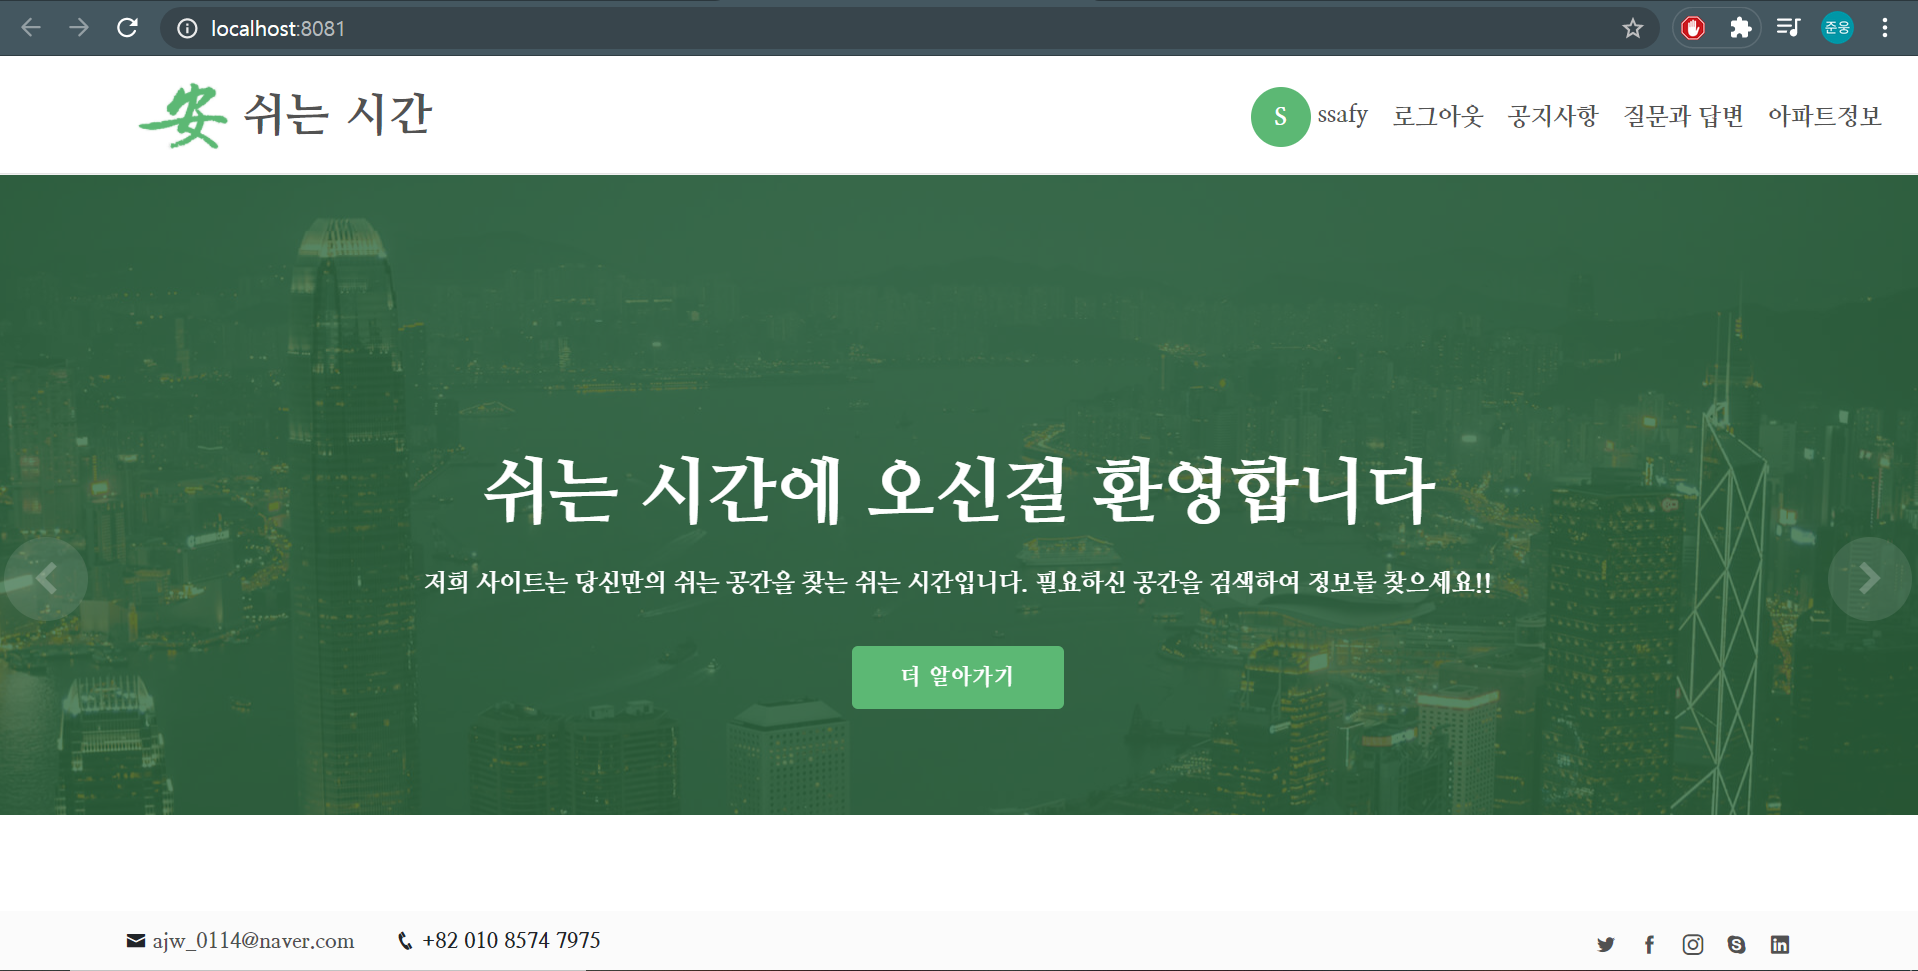 localhost:8081
준웅
安 쉬는 시간
S ssafy 로그아웃 공지사항 질문과 답변 아파트정보
쉬는 시간에 오신걸 환영합니다
저희 사이트는 당신만의 쉬는 공간을 찾는 쉬는 시간입니다. 필요하신 공간을 검색하여 정보를 찾으세요!!
더 알아가기
ajw_0114@naver.com +82 010 8574 7975